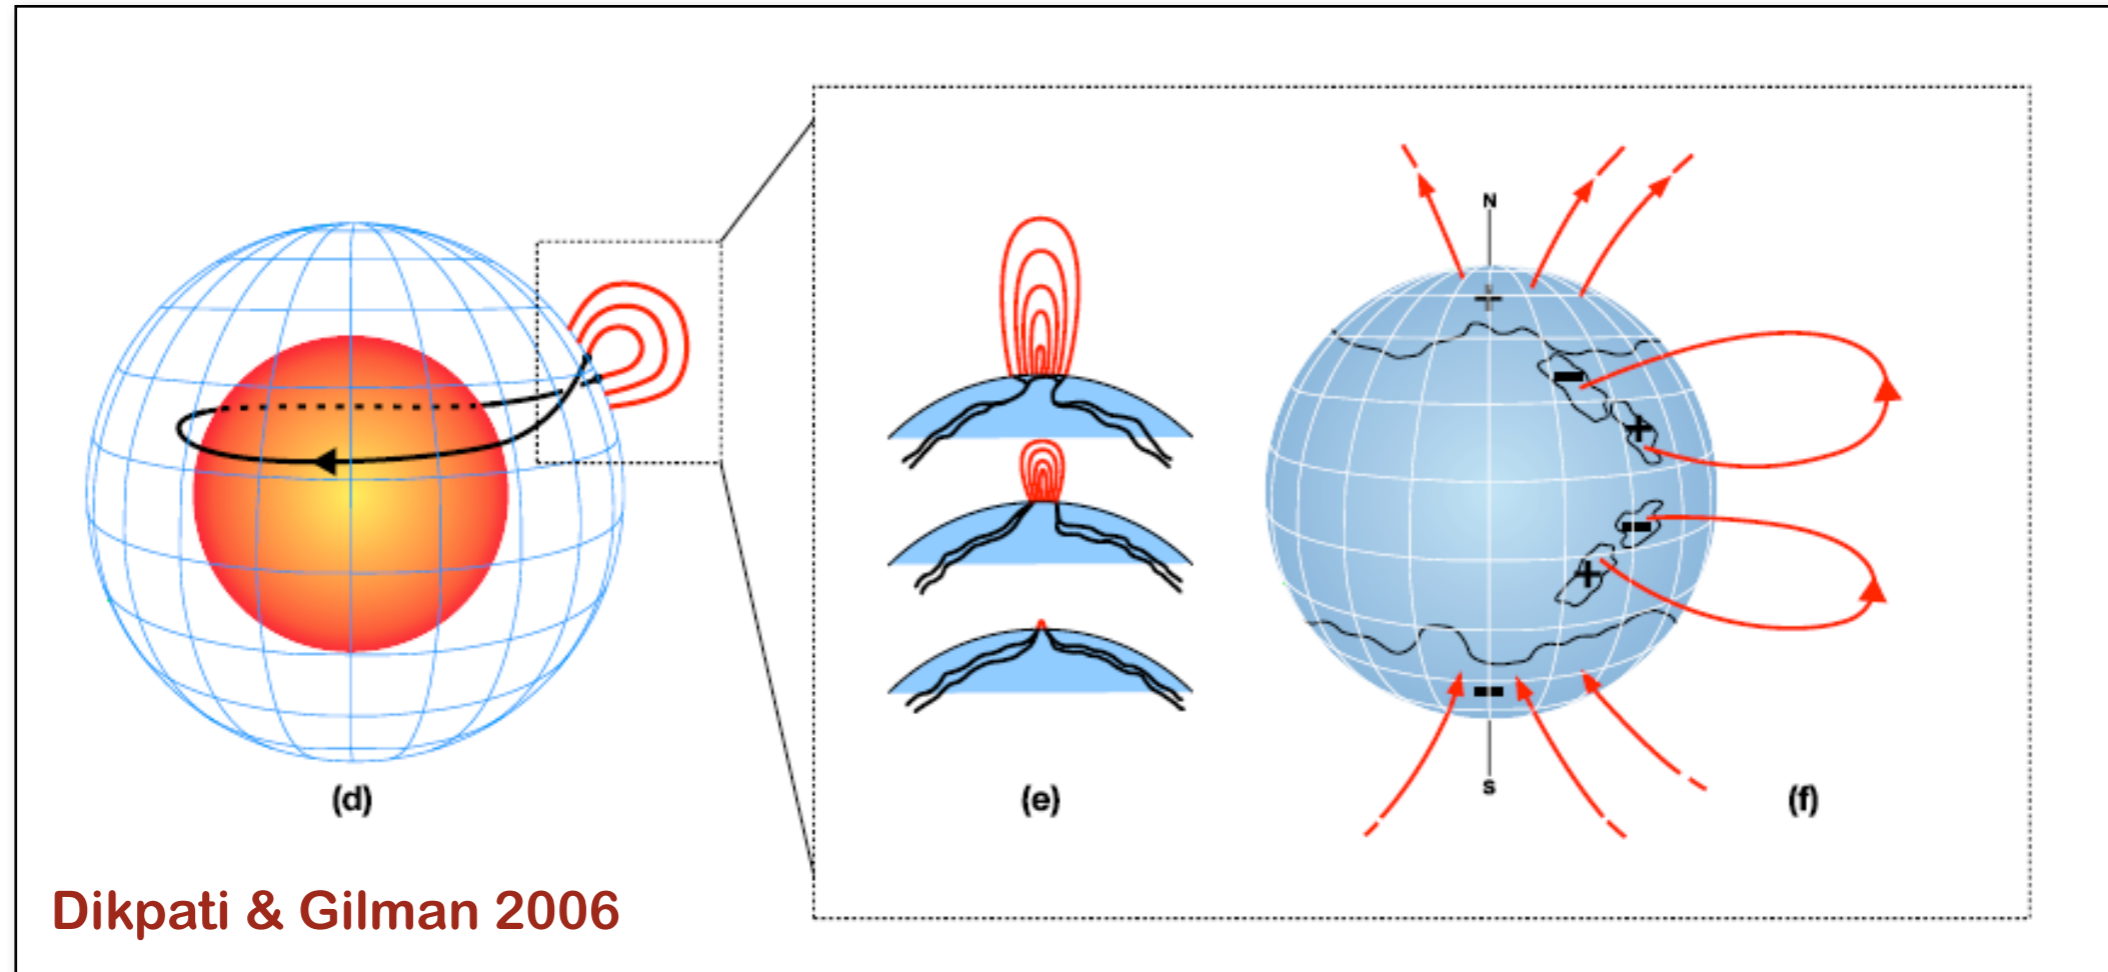 N
+
−
+
−
+
−
S
(d)
(e)
(f)
Dikpati & Gilman 2006